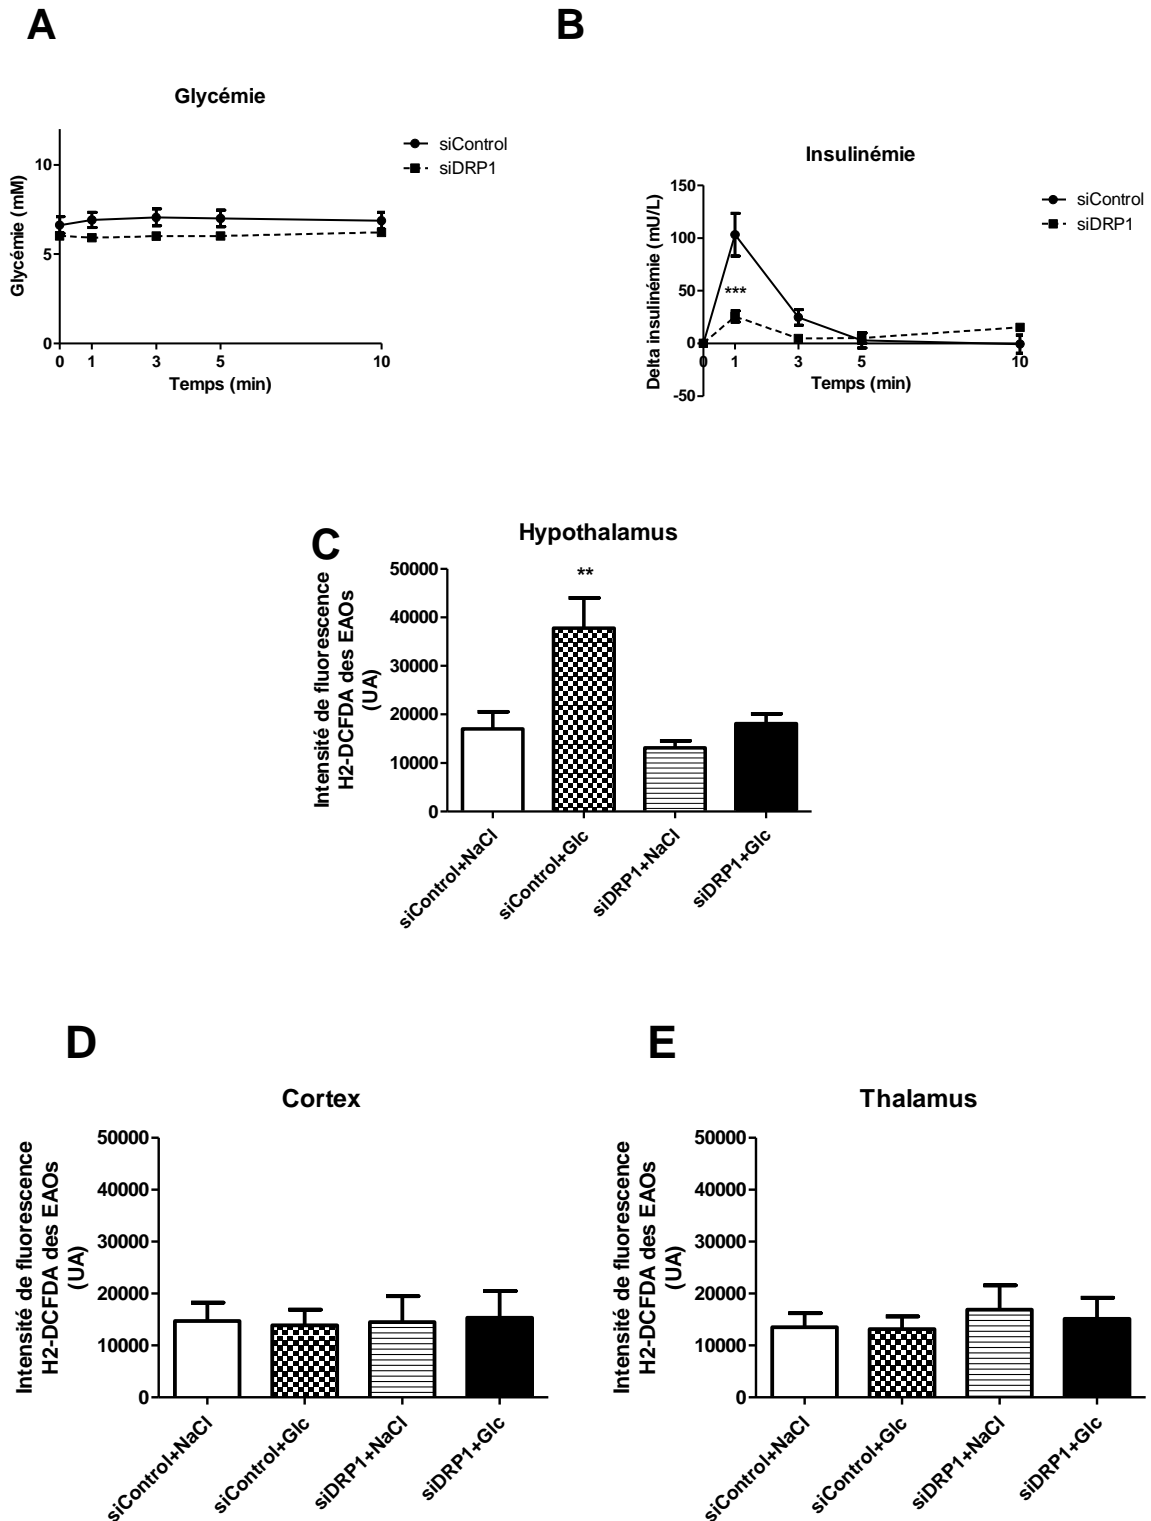 A
B
Glycémie
siControl
siDRP1
Glycémie (mM)
10
5
0
0 1 3 5 10
Temps (min)
Insulinémie
siControl
siDRP1
Delta insulinémie (mU/L)
150
100
50
0
-50
***
0 1 3 5 10
Temps (min)
C
Hypothalamus
Intensité de fluorescence
H2-DCFDA des EAOs
(UA)
50000
40000
30000
20000
10000
0
**
siControl+NaCl
siControl+Glc
siDRP1+NaCl
siDRP1+Glc
D
Cortex
Intensité de fluorescence
H2-DCFDA des EAOs
(UA)
50000
40000
30000
20000
10000
0
siControl+NaCl
siControl+Glc
siDRP1+NaCl
siDRP1+Glc
E
Thalamus
Intensité de fluorescence
H2-DCFDA des EAOs
(UA)
50000
40000
30000
20000
10000
0
siControl+NaCl
siControl+Glc
siDRP1+NaCl
siDRP1+Glc